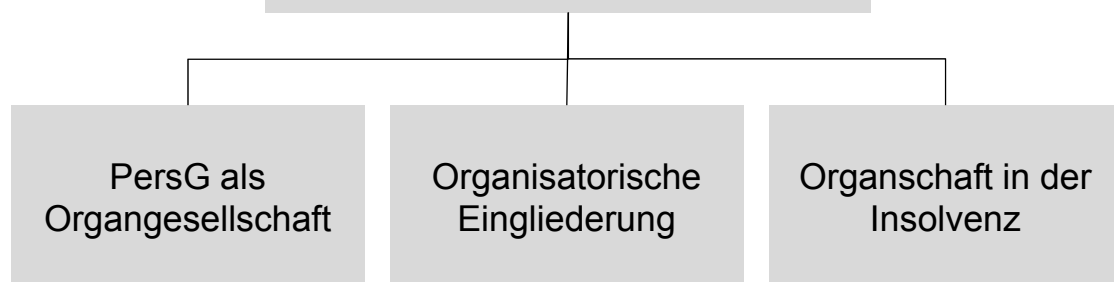 PersG als
Organgesellschaft
Organisatorische
Eingliederung
Organschaft in der
Insolvenz